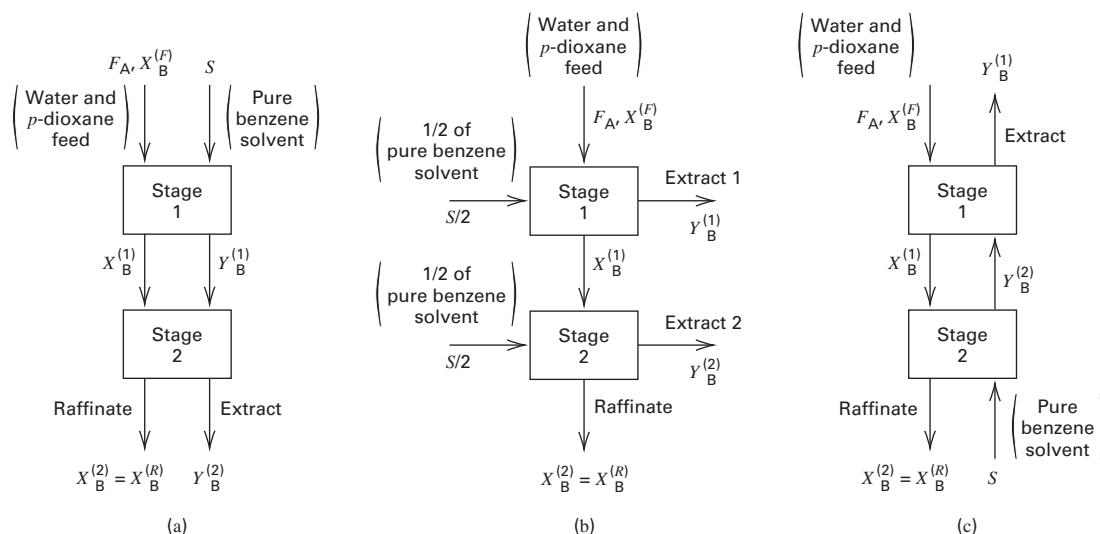 F_A, X_B^(F) S
(Water and
p-dioxane
feed)
(Pure
benzene
solvent)
Stage
1
X_B^(1) Y_B^(1)
Stage
2
Raffinate Extract
X_B^(2) = X_B^(R) Y_B^(2)
(a)
(Water and
p-dioxane
feed)
F_A, X_B^(F)
(1/2 of
pure benzene
solvent)
S/2
Stage
1
Extract 1
Y_B^(1)
X_B^(1)
(1/2 of
pure benzene
solvent)
S/2
Stage
2
Extract 2
Y_B^(2)
Raffinate
X_B^(2) = X_B^(R)
(b)
(Water and
p-dioxane
feed)
Y_B^(1)
F_A, X_B^(F)
Extract
Stage
1
X_B^(1) Y_B^(2)
Stage
2
Raffinate
(Pure
benzene
solvent
X_B^(2) = X_B^(R) S
(c)